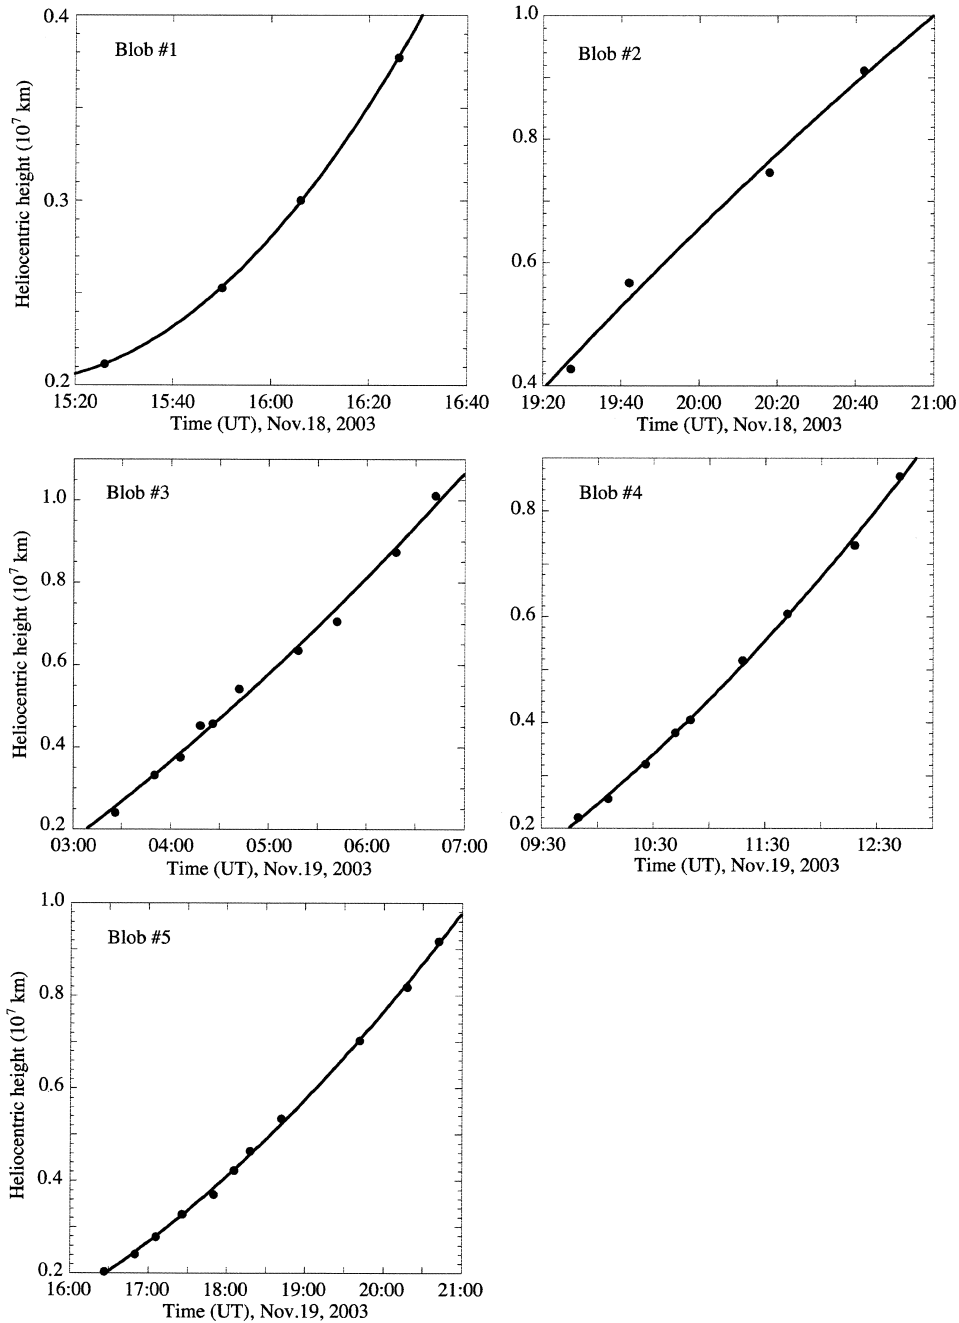 Blob #1
Heliocentric height (10^7 km)
0.4
0.3
0.2
15:20 15:40 16:00 16:20 16:40
Time (UT), Nov.18, 2003
Blob #2
1.0
0.8
0.6
0.4
19:20 19:40 20:00 20:20 20:40 21:00
Time (UT), Nov.18, 2003
Blob #3
Heliocentric height (10^7 km)
1.0
0.8
0.6
0.4
0.2
03:00 04:00 05:00 06:00 07:00
Time (UT), Nov.19, 2003
Blob #4
0.8
0.6
0.4
0.2
09:30 10:30 11:30 12:30
Time (UT), Nov.19, 2003
Blob #5
Heliocentric height (10^7 km)
1.0
0.8
0.6
0.4
0.2
16:00 17:00 18:00 19:00 20:00 21:00
Time (UT), Nov.19, 2003